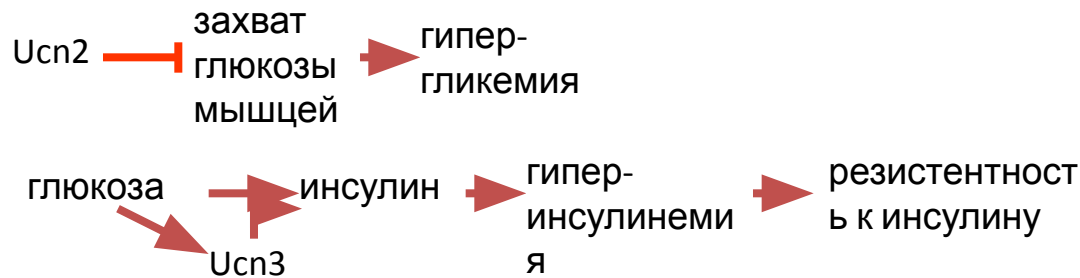 Ucn2
захват
глюкозы
мышцей
гипер-
гликемия
глюкоза
инсулин
гипер-
инсулинеми
я
резистентност
ь к инсулину
Ucn3